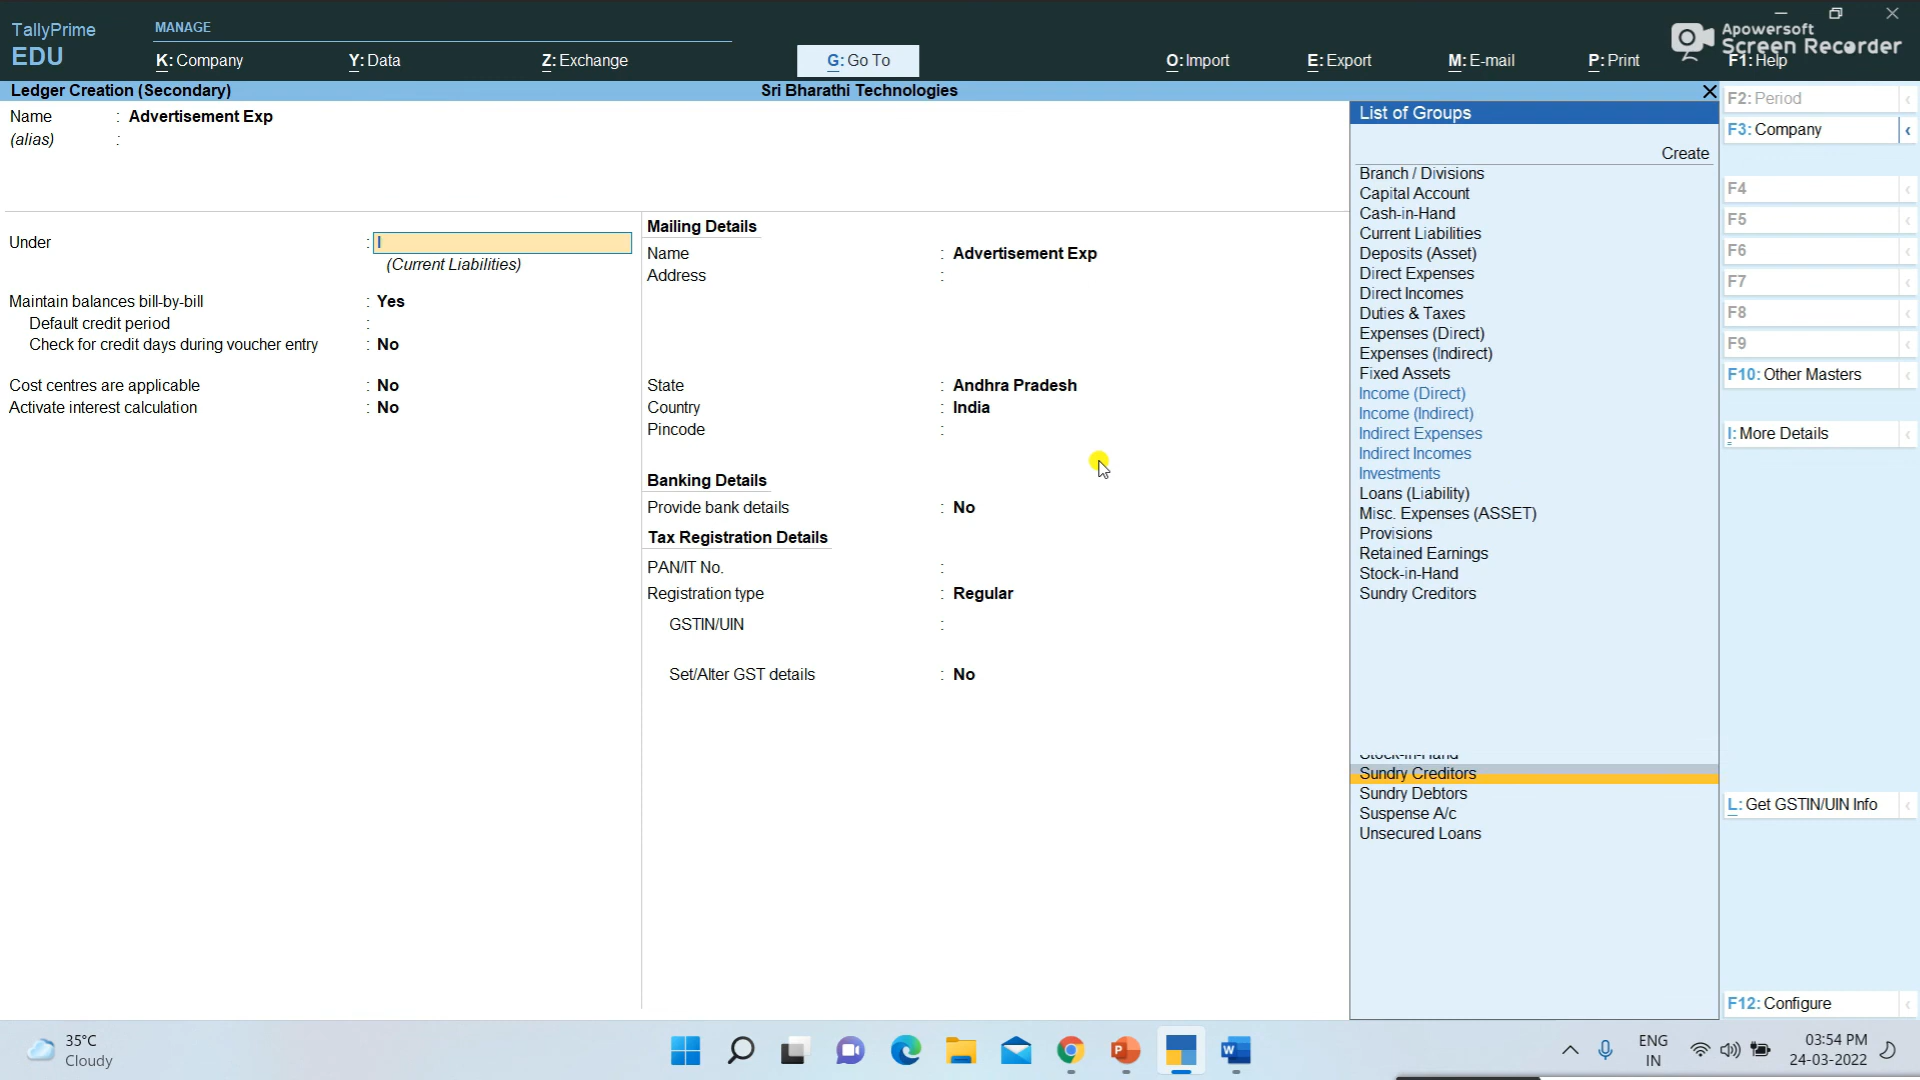 TallyPrime
EDU
MANAGE
K: Company
Y: Data
Z: Exchange
G: Go To
O: Import
E: Export
M: E-mail
P: Print
F1: Help
Apowersoft
Screen Recorder
Ledger Creation (Secondary)
Sri Bharathi Technologies
Name : Advertisement Exp
(alias) :
Under : I
(Current Liabilities)
Maintain balances bill-by-bill : Yes
Default credit period :
Check for credit days during voucher entry : No
Cost centres are applicable : No
Activate interest calculation : No
Mailing Details
Name : Advertisement Exp
Address :
State : Andhra Pradesh
Country : India
Pincode :
Banking Details
Provide bank details : No
Tax Registration Details
PAN/IT No. :
Registration type : Regular
GSTIN/UIN :
Set/Alter GST details : No
List of Groups
Create
Branch / Divisions
Capital Account
Cash-in-Hand
Current Liabilities
Deposits (Asset)
Direct Expenses
Direct Incomes
Duties & Taxes
Expenses (Direct)
Expenses (Indirect)
Fixed Assets
Income (Direct)
Income (Indirect)
Indirect Expenses
Indirect Incomes
Investments
Loans (Liability)
Misc. Expenses (ASSET)
Provisions
Retained Earnings
Stock-in-Hand
Sundry Creditors
Stock-in-Hand
Sundry Creditors
Sundry Debtors
Suspense A/c
Unsecured Loans
F2: Period
F3: Company
F4
F5
F6
F7
F8
F9
F10: Other Masters
I: More Details
L: Get GSTIN/UIN Info
F12: Configure
35°C
Cloudy
ENG
IN
03:54 PM
24-03-2022